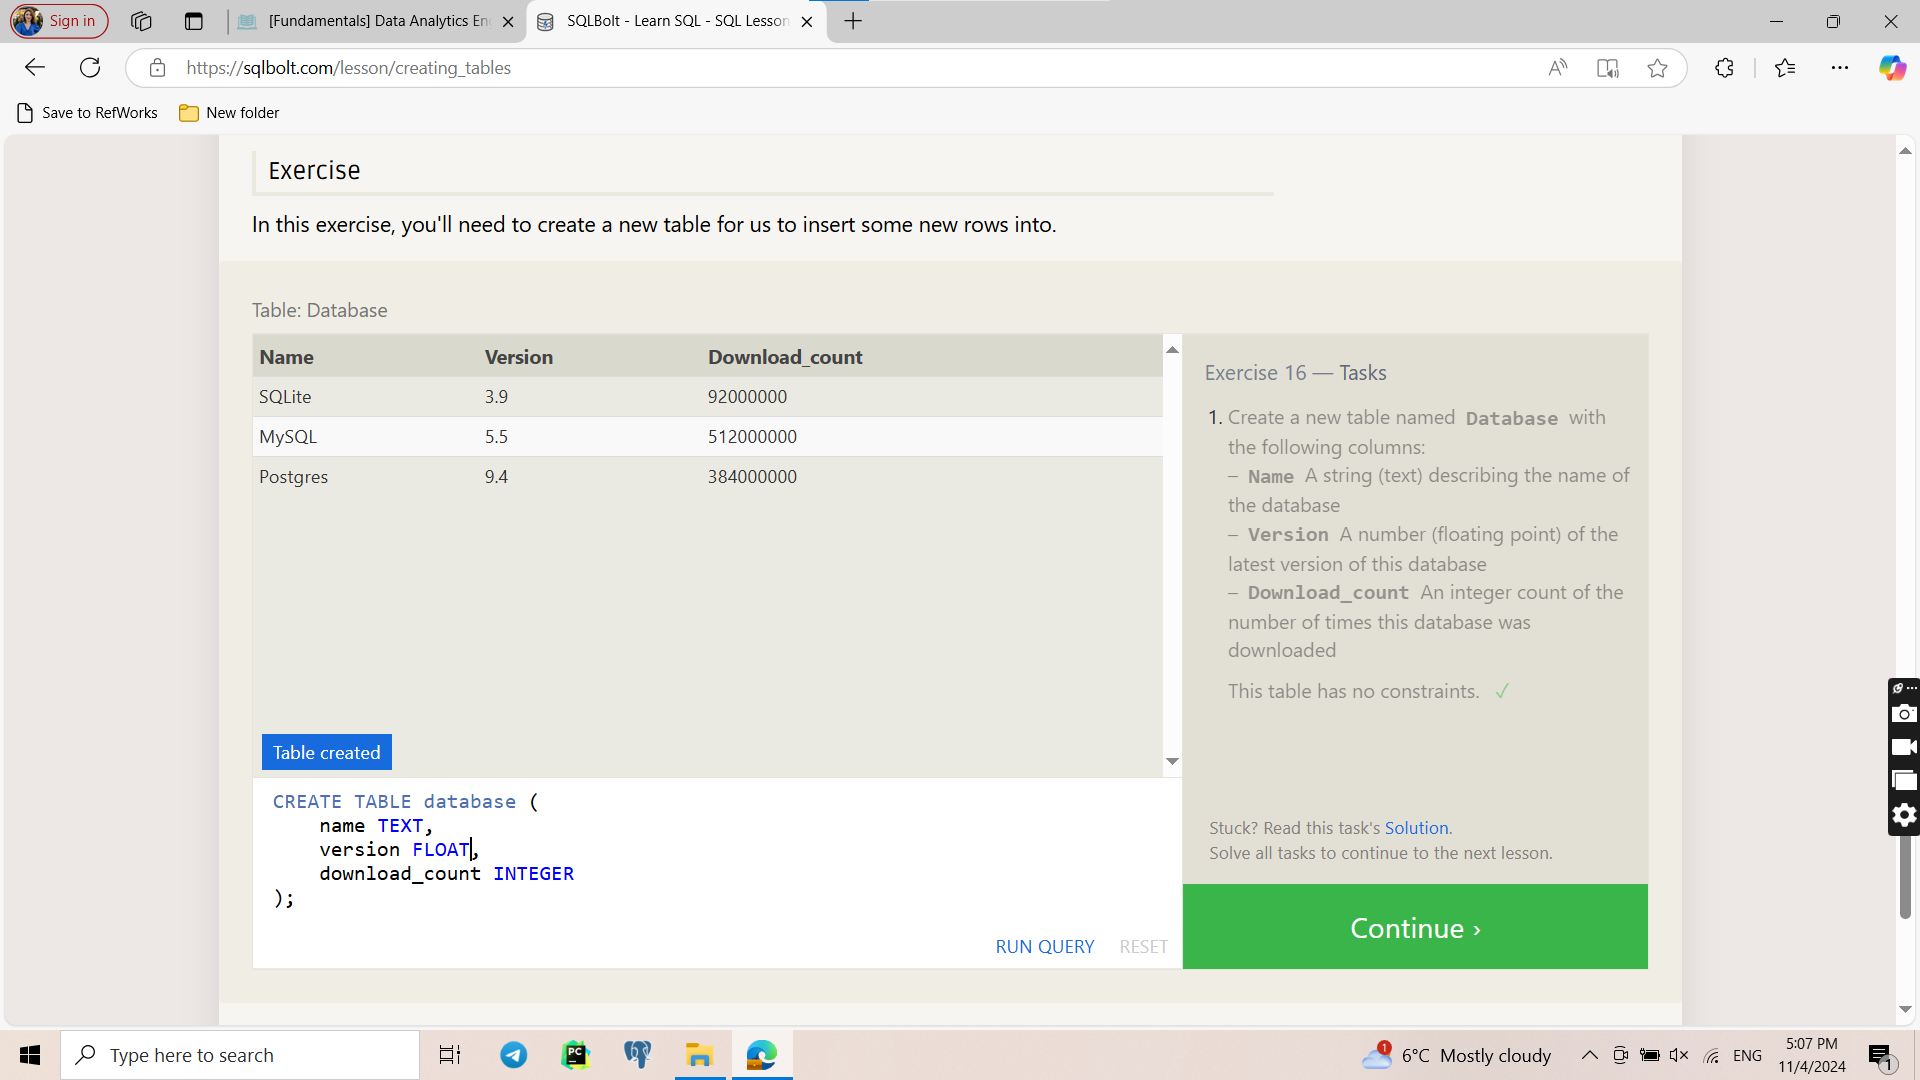 Sign in
[Fundamentals] Data Analytics En
SQLBolt - Learn SQL - SQL Lesson
https://sqlbolt.com/lesson/creating_tables
Save to RefWorks
New folder
Exercise
In this exercise, you'll need to create a new table for us to insert some new rows into.
Table: Database
Name Version Download_count
SQLite 3.9 92000000
MySQL 5.5 512000000
Postgres 9.4 384000000
Table created
CREATE TABLE database (
name TEXT,
version FLOAT,
download_count INTEGER
);
RUN QUERY RESET
Exercise 16 — Tasks
1. Create a new table named Database with
the following columns:
– Name A string (text) describing the name of
the database
– Version A number (floating point) of the
latest version of this database
– Download_count An integer count of the
number of times this database was
downloaded
This table has no constraints. ✓
Stuck? Read this task's Solution.
Solve all tasks to continue to the next lesson.
Continue ›
Type here to search
PC
1
6°C Mostly cloudy
ENG
5:07 PM
11/4/2024
1